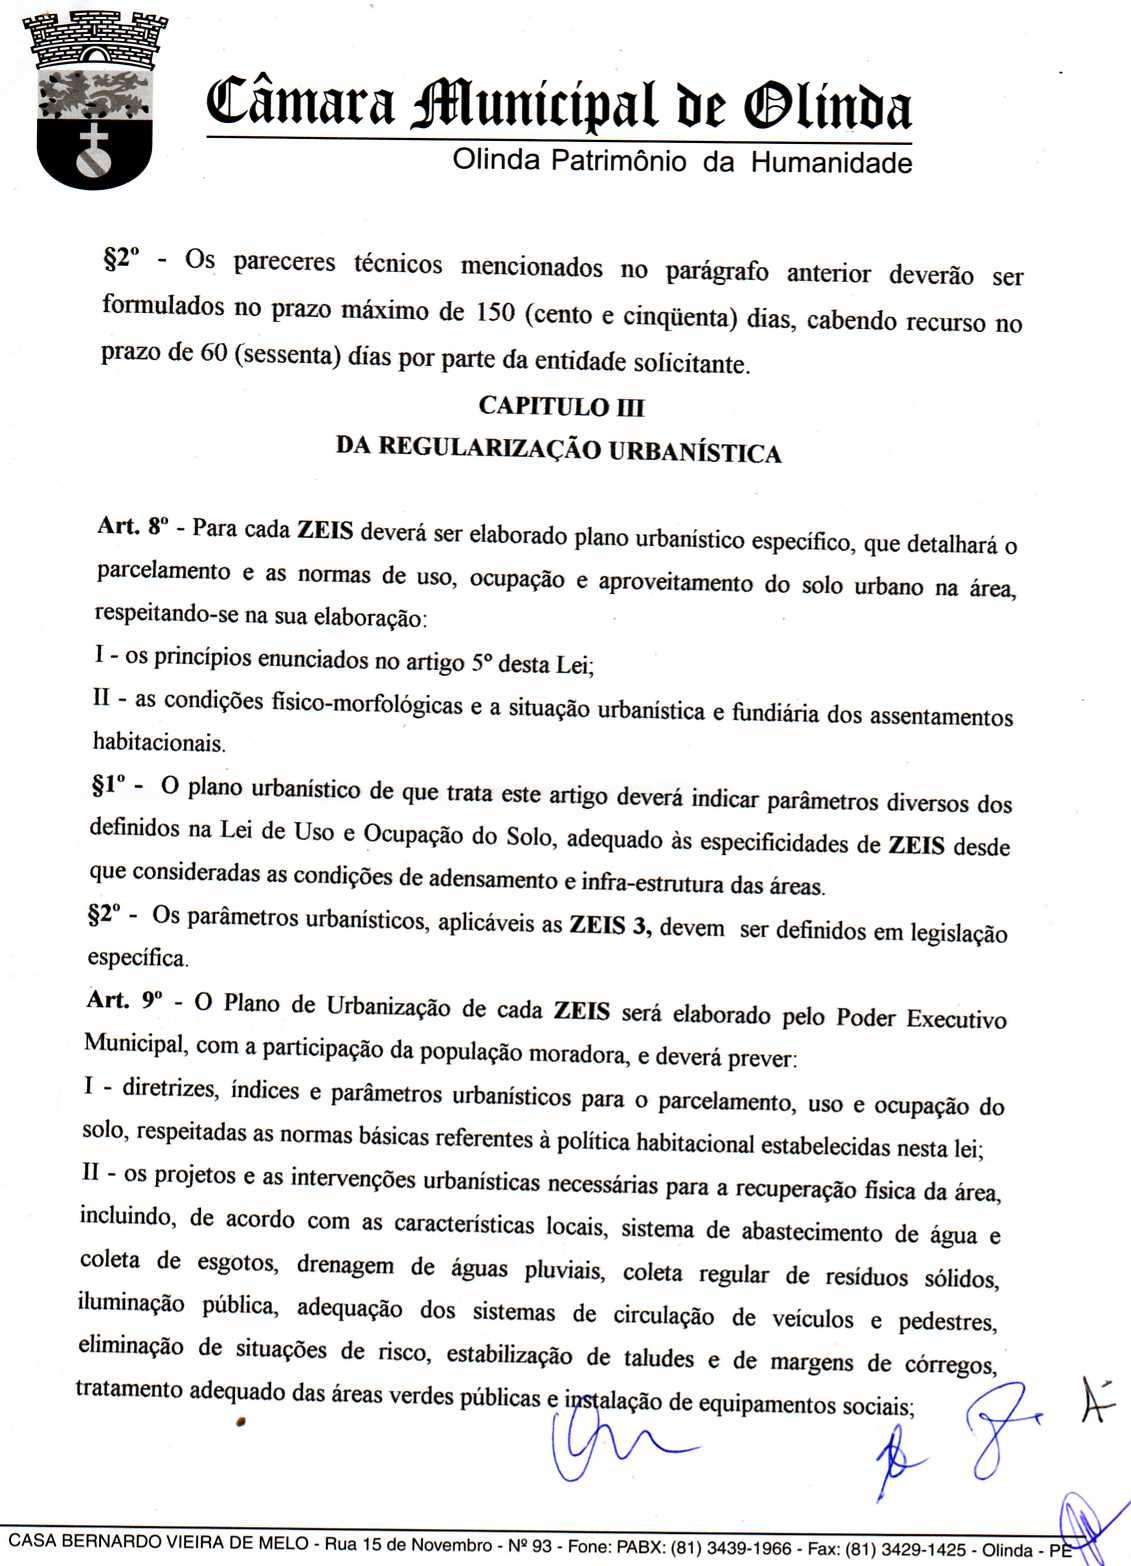 Câmara Municipal de Olinda
Olinda Patrimônio da Humanidade
§2º - Os pareceres técnicos mencionados no parágrafo anterior deverão ser
formulados no prazo máximo de 150 (cento e cinqüenta) dias, cabendo recurso no
prazo de 60 (sessenta) dias por parte da entidade solicitante.
CAPITULO III
DA REGULARIZAÇÃO URBANÍSTICA
Art. 8º - Para cada ZEIS deverá ser elaborado plano urbanístico específico, que detalhará o
parcelamento e as normas de uso, ocupação e aproveitamento do solo urbano na área,
respeitando-se na sua elaboração:
I - os princípios enunciados no artigo 5º desta Lei;
II - as condições físico-morfológicas e a situação urbanística e fundiária dos assentamentos
habitacionais.
§1º - O plano urbanístico de que trata este artigo deverá indicar parâmetros diversos dos
definidos na Lei de Uso e Ocupação do Solo, adequado às especificidades de ZEIS desde
que consideradas as condições de adensamento e infra-estrutura das áreas.
§2º - Os parâmetros urbanísticos, aplicáveis as ZEIS 3, devem ser definidos em legislação
específica.
Art. 9º - O Plano de Urbanização de cada ZEIS será elaborado pelo Poder Executivo
Municipal, com a participação da população moradora, e deverá prever:
I - diretrizes, índices e parâmetros urbanísticos para o parcelamento, uso e ocupação do
solo, respeitadas as normas básicas referentes à política habitacional estabelecidas nesta lei;
II - os projetos e as intervenções urbanísticas necessárias para a recuperação física da área,
incluindo, de acordo com as características locais, sistema de abastecimento de água e
coleta de esgotos, drenagem de águas pluviais, coleta regular de resíduos sólidos,
iluminação pública, adequação dos sistemas de circulação de veículos e pedestres,
eliminação de situações de risco, estabilização de taludes e de margens de córregos,
tratamento adequado das áreas verdes públicas e instalação de equipamentos sociais;
CASA BERNARDO VIEIRA DE MELO - Rua 15 de Novembro - Nº 93 - Fone: PABX: (81) 3439-1966 - Fax: (81) 3429-1425 - Olinda - PE